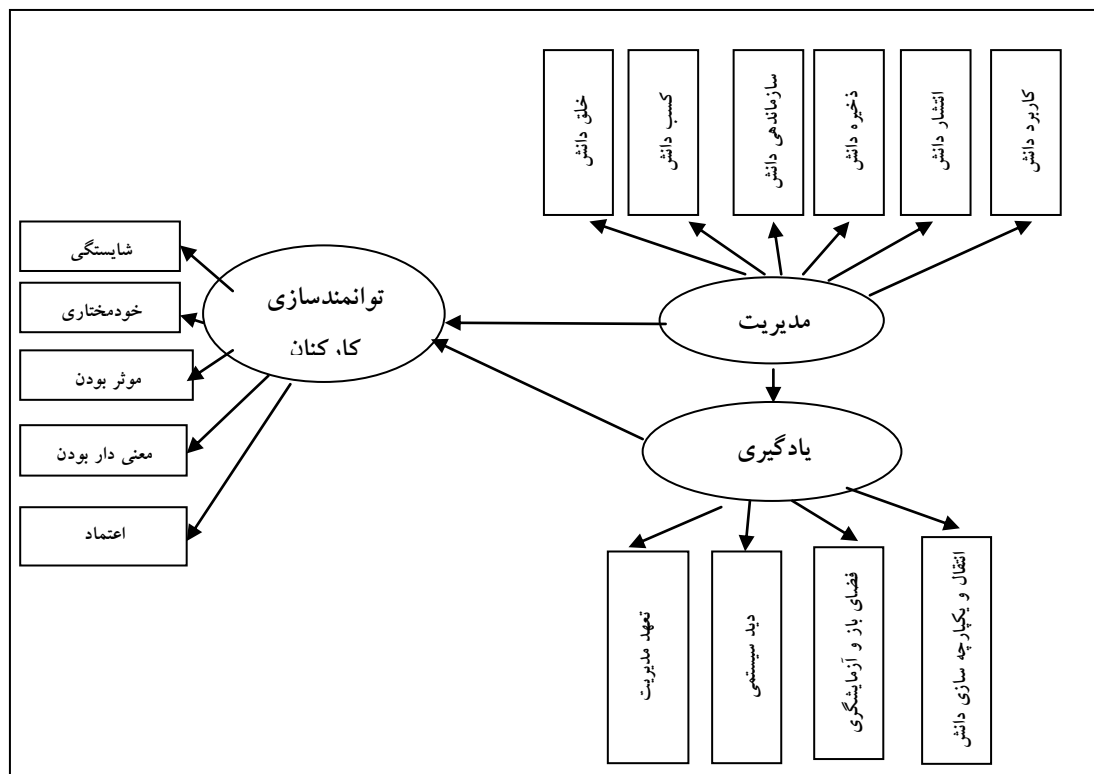 کاربرد دانش
انتشار دانش
ذخیره دانش
سازماندهی دانش
کسب دانش
خلق دانش
مدیریت
توانمندسازی
کارکنان
شایستگی
خودمختاری
موثر بودن
معنی دار بودن
اعتماد
یادگیری
انتقال و یکپارچه سازی دانش
فضای باز و آزمایشگری
دید سیستمی
تعهد مدیریت